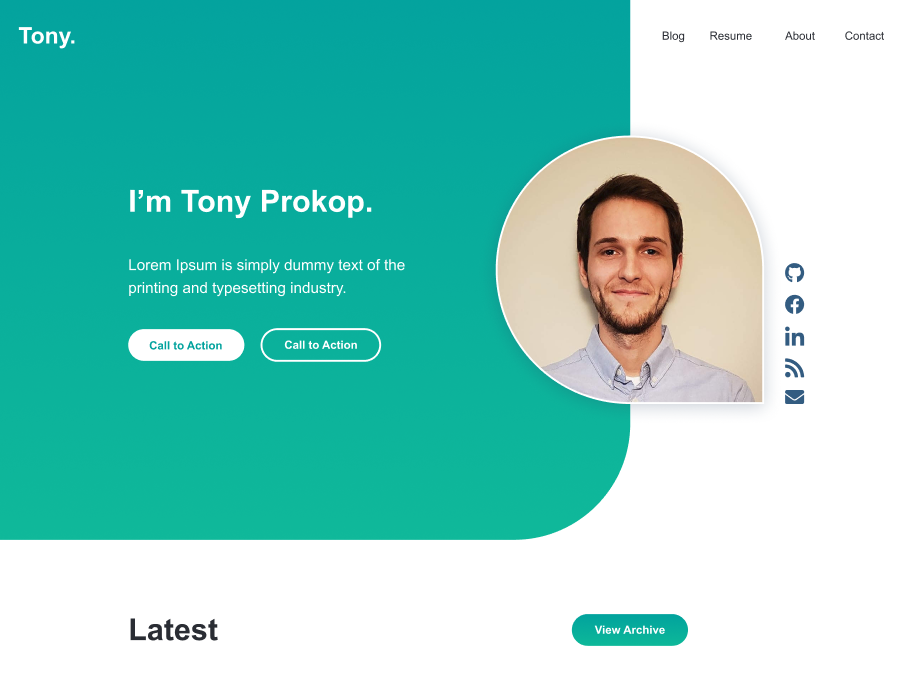 Tony.
Blog Resume About Contact
I’m Tony Prokop.
Lorem Ipsum is simply dummy text of the
printing and typesetting industry.
Call to Action Call to Action
Latest View Archive